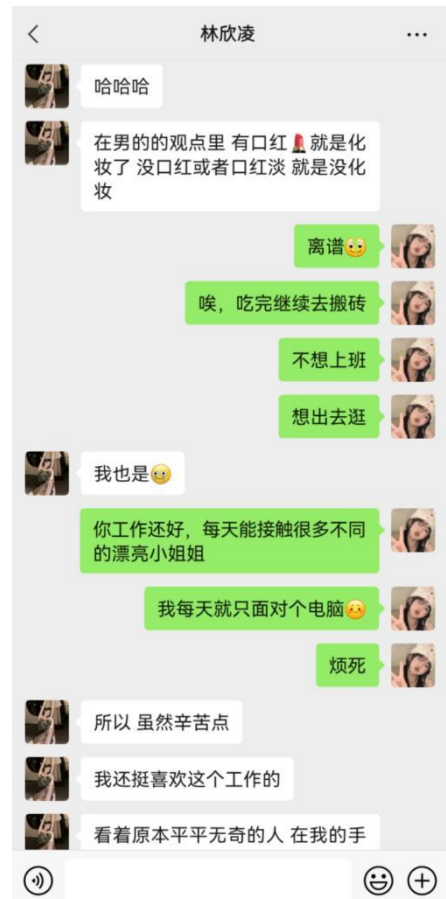 林欣凌
哈哈哈
在男的的观点里 有口红💄就是化
妆了 没口红或者口红淡 就是没化
妆
离谱
唉，吃完继续去搬砖
不想上班
想出去逛
我也是
你工作还好，每天能接触很多不同
的漂亮小姐姐
我每天就只面对个电脑
烦死
所以 虽然辛苦点
我还挺喜欢这个工作的
看着原本平平无奇的人 在我的手